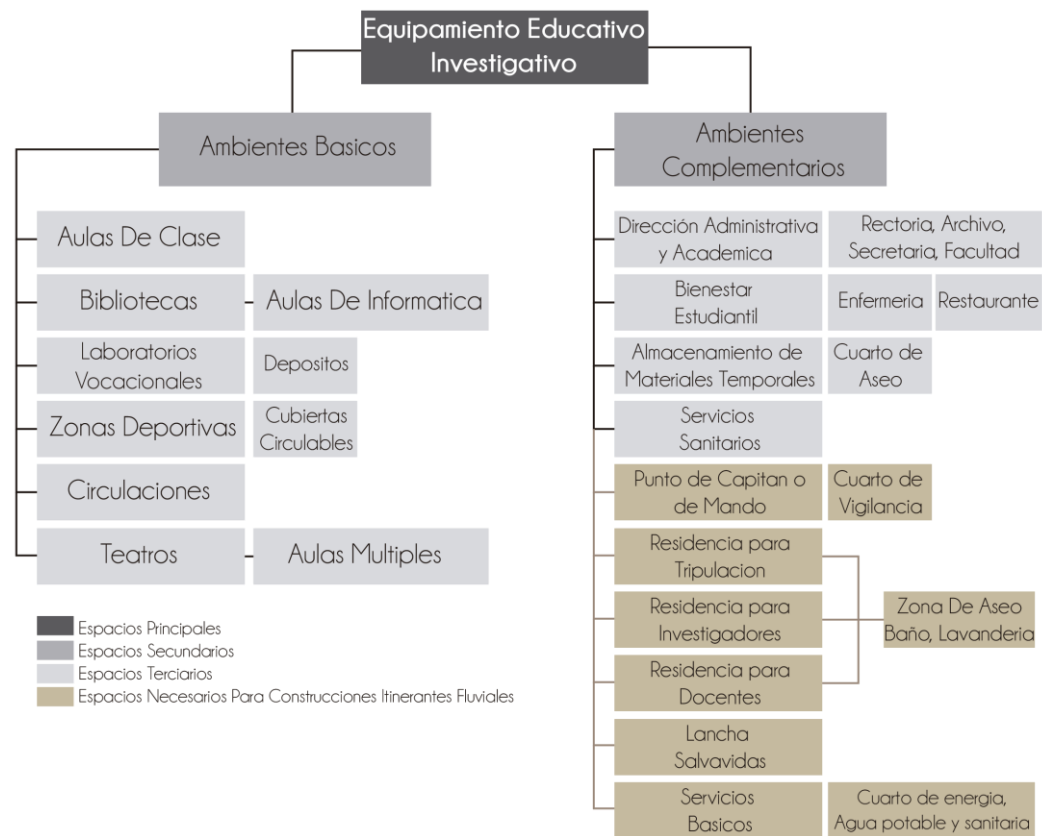 Equipamiento Educativo
Investigativo
Ambientes Basicos
Aulas De Clase
Bibliotecas
Aulas De Informatica
Laboratorios
Vocacionales
Depositos
Zonas Deportivas
Cubiertas
Circulables
Circulaciones
Teatros
Aulas Multiples
Espacios Principales
Espacios Secundarios
Espacios Terciarios
Espacios Necesarios Para Construcciones Itinerantes Fluviales
Ambientes
Complementarios
Dirección Administrativa
y Academica
Rectoria, Archivo,
Secretaria, Facultad
Bienestar
Estudiantil
Enfermeria
Restaurante
Almacenamiento de
Materiales Temporales
Cuarto de
Aseo
Servicios
Sanitarios
Punto de Capitan o
de Mando
Cuarto de
Vigilancia
Residencia para
Tripulacion
Residencia para
Investigadores
Residencia para
Docentes
Zona De Aseo
Baño, Lavanderia
Lancha
Salvavidas
Servicios
Basicos
Cuarto de energia,
Agua potable y sanitaria